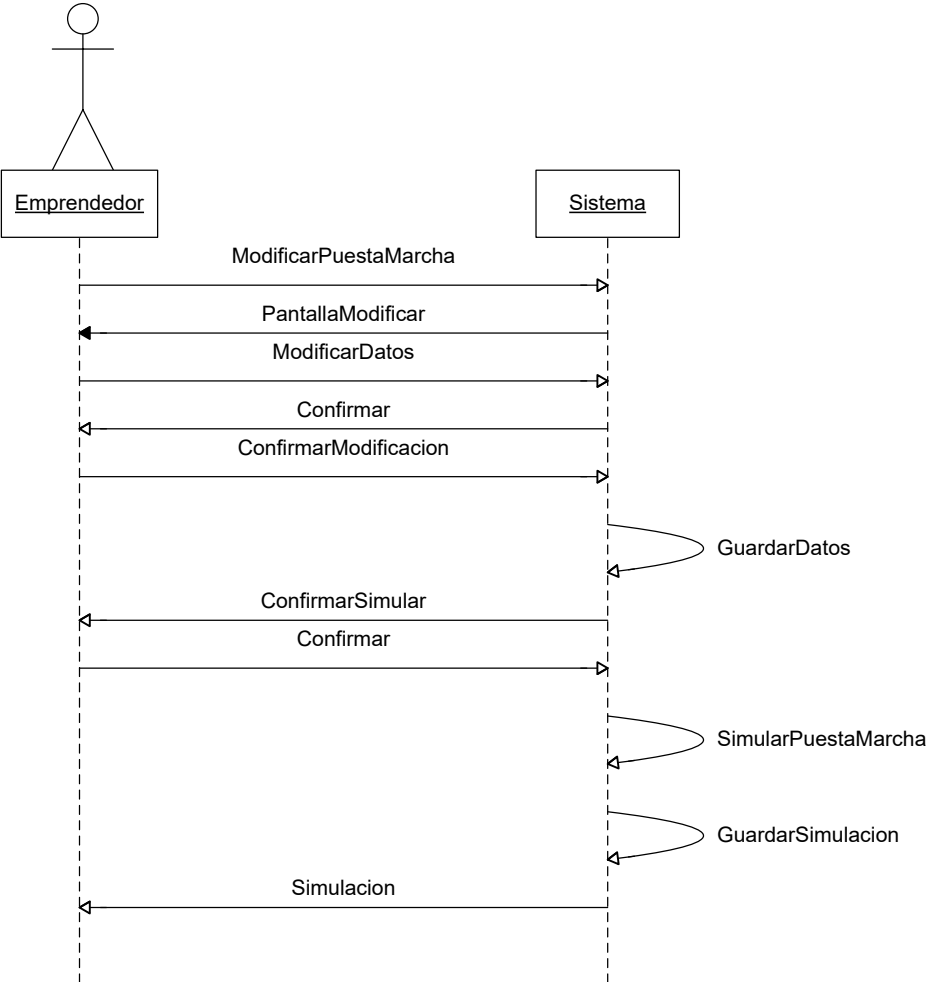 Emprendedor
Sistema
ModificarPuestaMarcha
PantallaModificar
ModificarDatos
Confirmar
ConfirmarModificacion
GuardarDatos
ConfirmarSimular
Confirmar
SimularPuestaMarcha
GuardarSimulacion
Simulacion